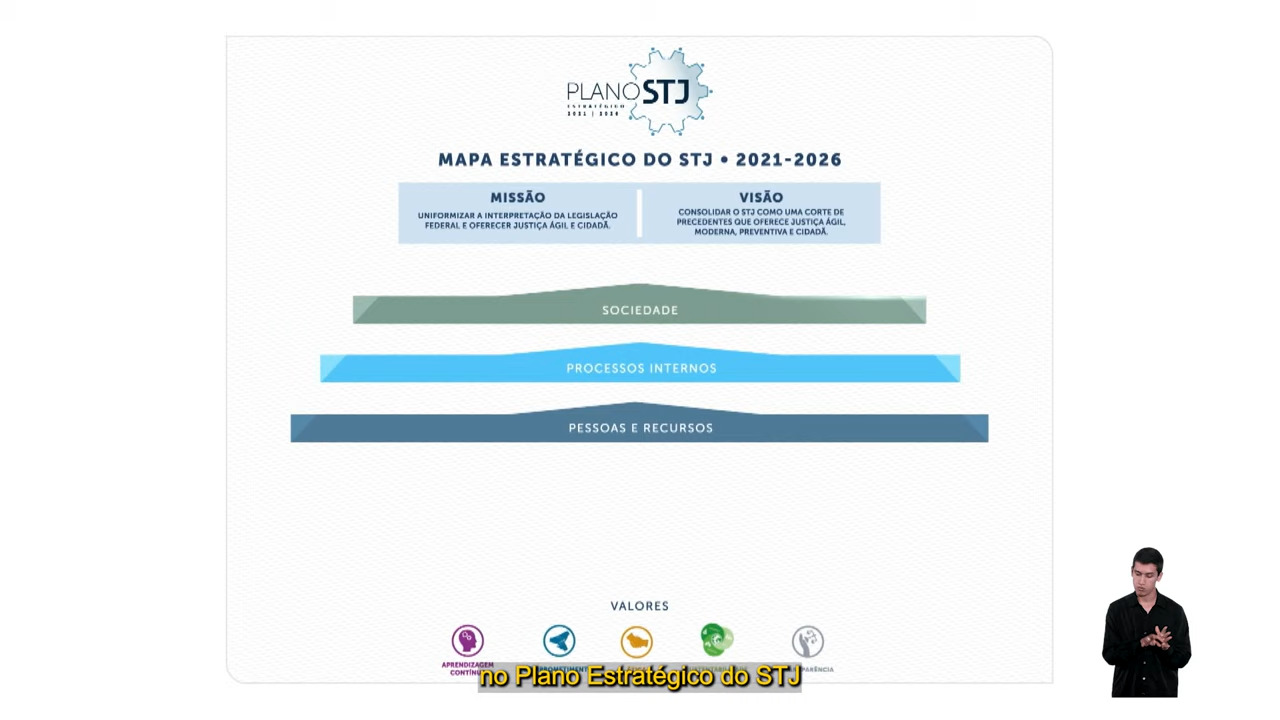 PLANO STJ
ESTRATÉGICO
2021 | 2026
MAPA ESTRATÉGICO DO STJ • 2021-2026
MISSÃO
UNIFORMIZAR A INTERPRETAÇÃO DA LEGISLAÇÃO
FEDERAL E OFERECER JUSTIÇA ÁGIL E CIDADÃ.
VISÃO
CONSOLIDAR O STJ COMO UMA CORTE DE
PRECEDENTES QUE OFERECE JUSTIÇA ÁGIL,
MODERNA, PREVENTIVA E CIDADÃ.
SOCIEDADE
PROCESSOS INTERNOS
PESSOAS E RECURSOS
VALORES
APRENDIZAGEM
CONTÍNUA
no Plano Estratégico do STJ